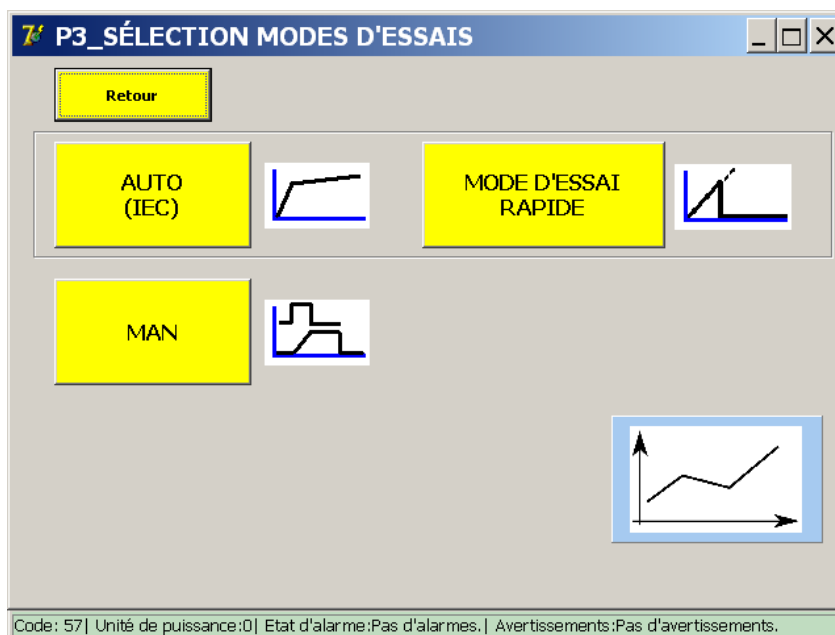 P3_SÉLECTION MODES D'ESSAIS
Retour
AUTO
(IEC)
MODE D'ESSAI
RAPIDE
MAN
Code: 57| Unité de puissance:0| Etat d'alarme:Pas d'alarmes.| Avertissements:Pas d'avertissements.